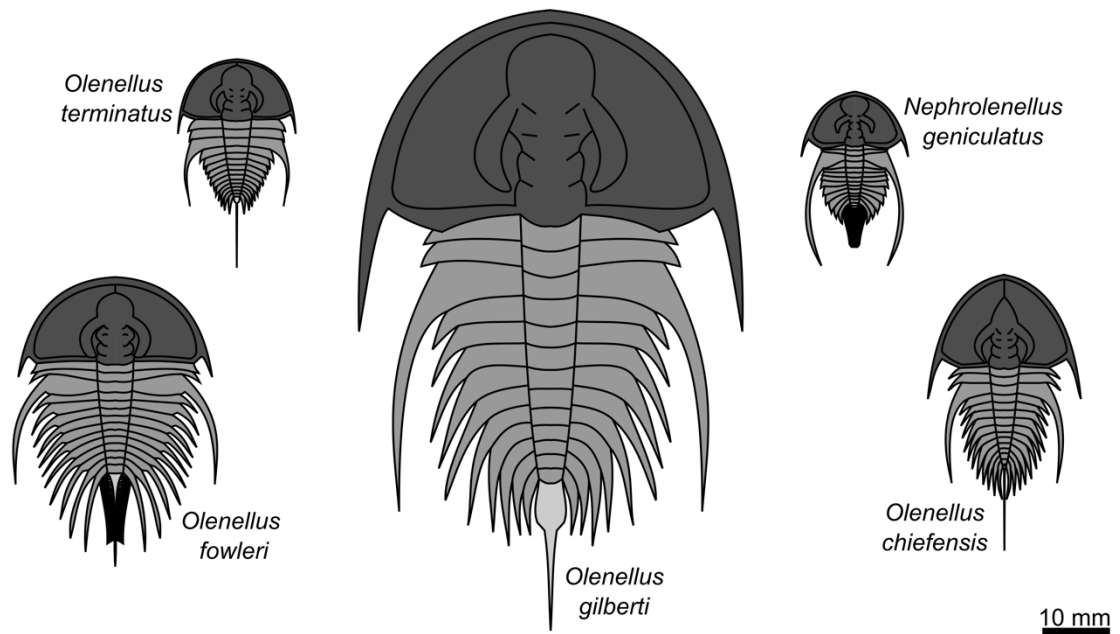 Olenellus
terminatus
Nephrolenellus
geniculatus
Olenellus
fowleri
Olenellus
gilberti
Olenellus
chiefensis
10 mm